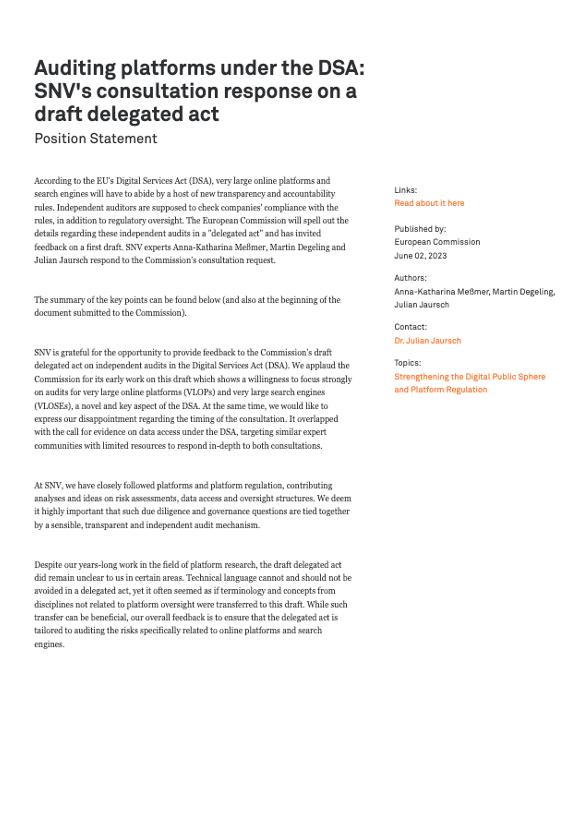 Auditing platforms under the DSA:
SNV's consultation response on a
draft delegated act
Position Statement
According to the EU's Digital Services Act (DSA), very large online platforms and
search engines will have to abide by a host of new transparency and accountability
rules. Independent auditors are supposed to check companies' compliance with the
rules, in addition to regulatory oversight. The European Commission will spell out the
details regarding these independent audits in a "delegated act" and has invited
feedback on a first draft. SNV experts Anna-Katharina Meßmer, Martin Degeling and
Julian Jaursch respond to the Commission's consultation request.
The summary of the key points can be found below (and also at the beginning of the
document submitted to the Commission).
SNV is grateful for the opportunity to provide feedback to the Commission's draft
delegated act on independent audits in the Digital Services Act (DSA). We applaud the
Commission for its early work on this draft which shows a willingness to focus strongly
on audits for very large online platforms (VLOPs) and very large search engines
(VLOSEs), a novel and key aspect of the DSA. At the same time, we would like to
express our disappointment regarding the timing of the consultation. It overlapped
with the call for evidence on data access under the DSA, targeting similar expert
communities with limited resources to respond in-depth to both consultations.
At SNV, we have closely followed platforms and platform regulation, contributing
analyses and ideas on risk assessments, data access and oversight structures. We deem
it highly important that such due diligence and governance questions are tied together
by a sensible, transparent and independent audit mechanism.
Despite our years-long work in the field of platform research, the draft delegated act
did remain unclear to us in certain areas. Technical language cannot and should not be
avoided in a delegated act, yet it often seemed as if terminology and concepts from
disciplines not related to platform oversight were transferred to this draft. While such
transfer can be beneficial, our overall feedback is to ensure that the delegated act is
tailored to auditing the risks specifically related to online platforms and search
engines.
Links:
Read about it here
Published by:
European Commission
June 02, 2023
Authors:
Anna-Katharina Meßmer, Martin Degeling,
Julian Jaursch
Contact:
Dr. Julian Jaursch
Topics:
Strengthening the Digital Public Sphere
and Platform Regulation